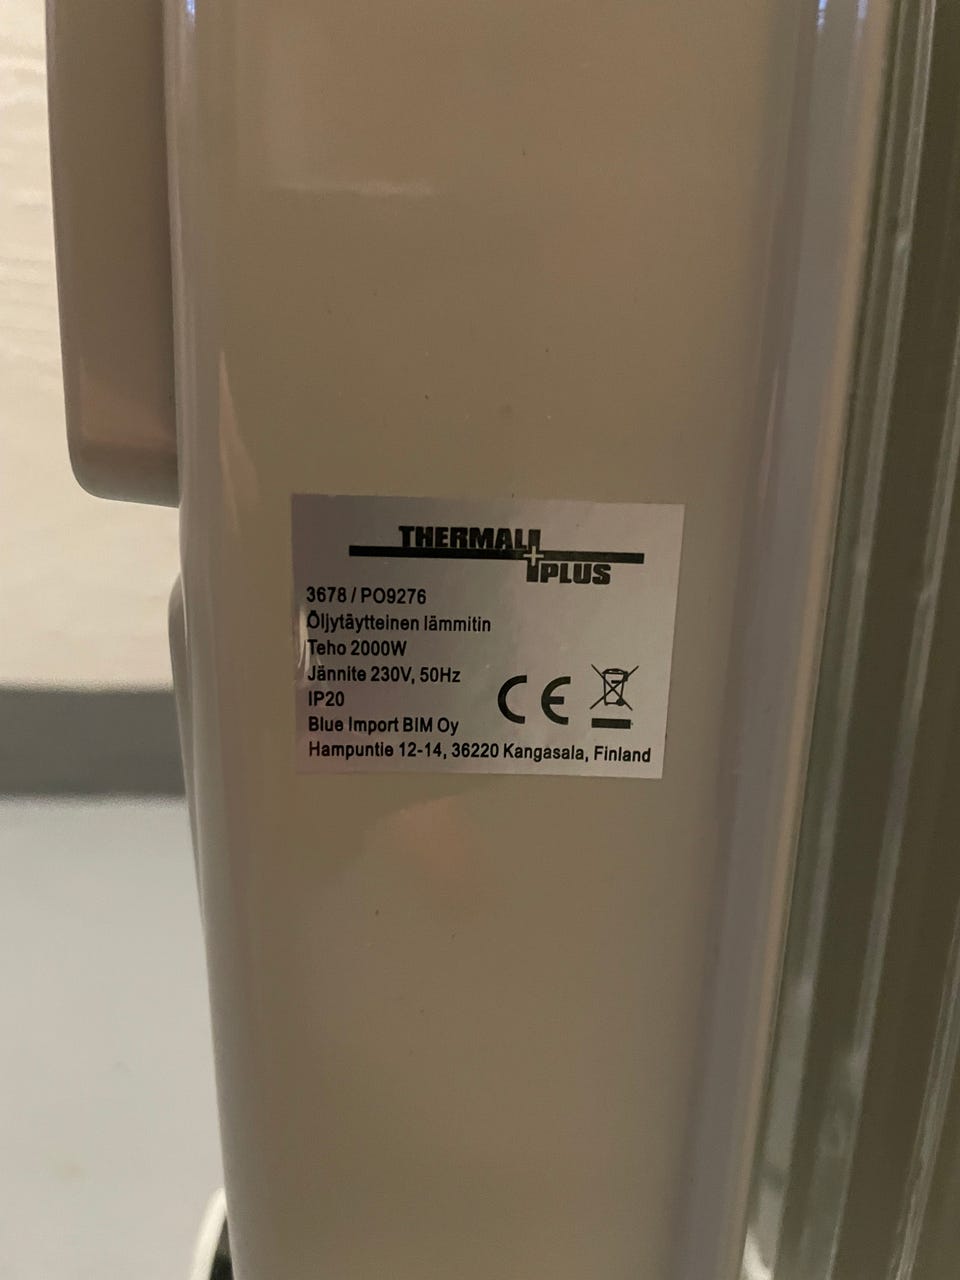 THERMAL
PLUS
3678 / PO9276
Öljytäytteinen lämmitin
Teho 2000W
Jännite 230V, 50Hz
IP20
Blue Import BIM Oy
Hampuntie 12-14, 36220 Kangasala, Finland
CE